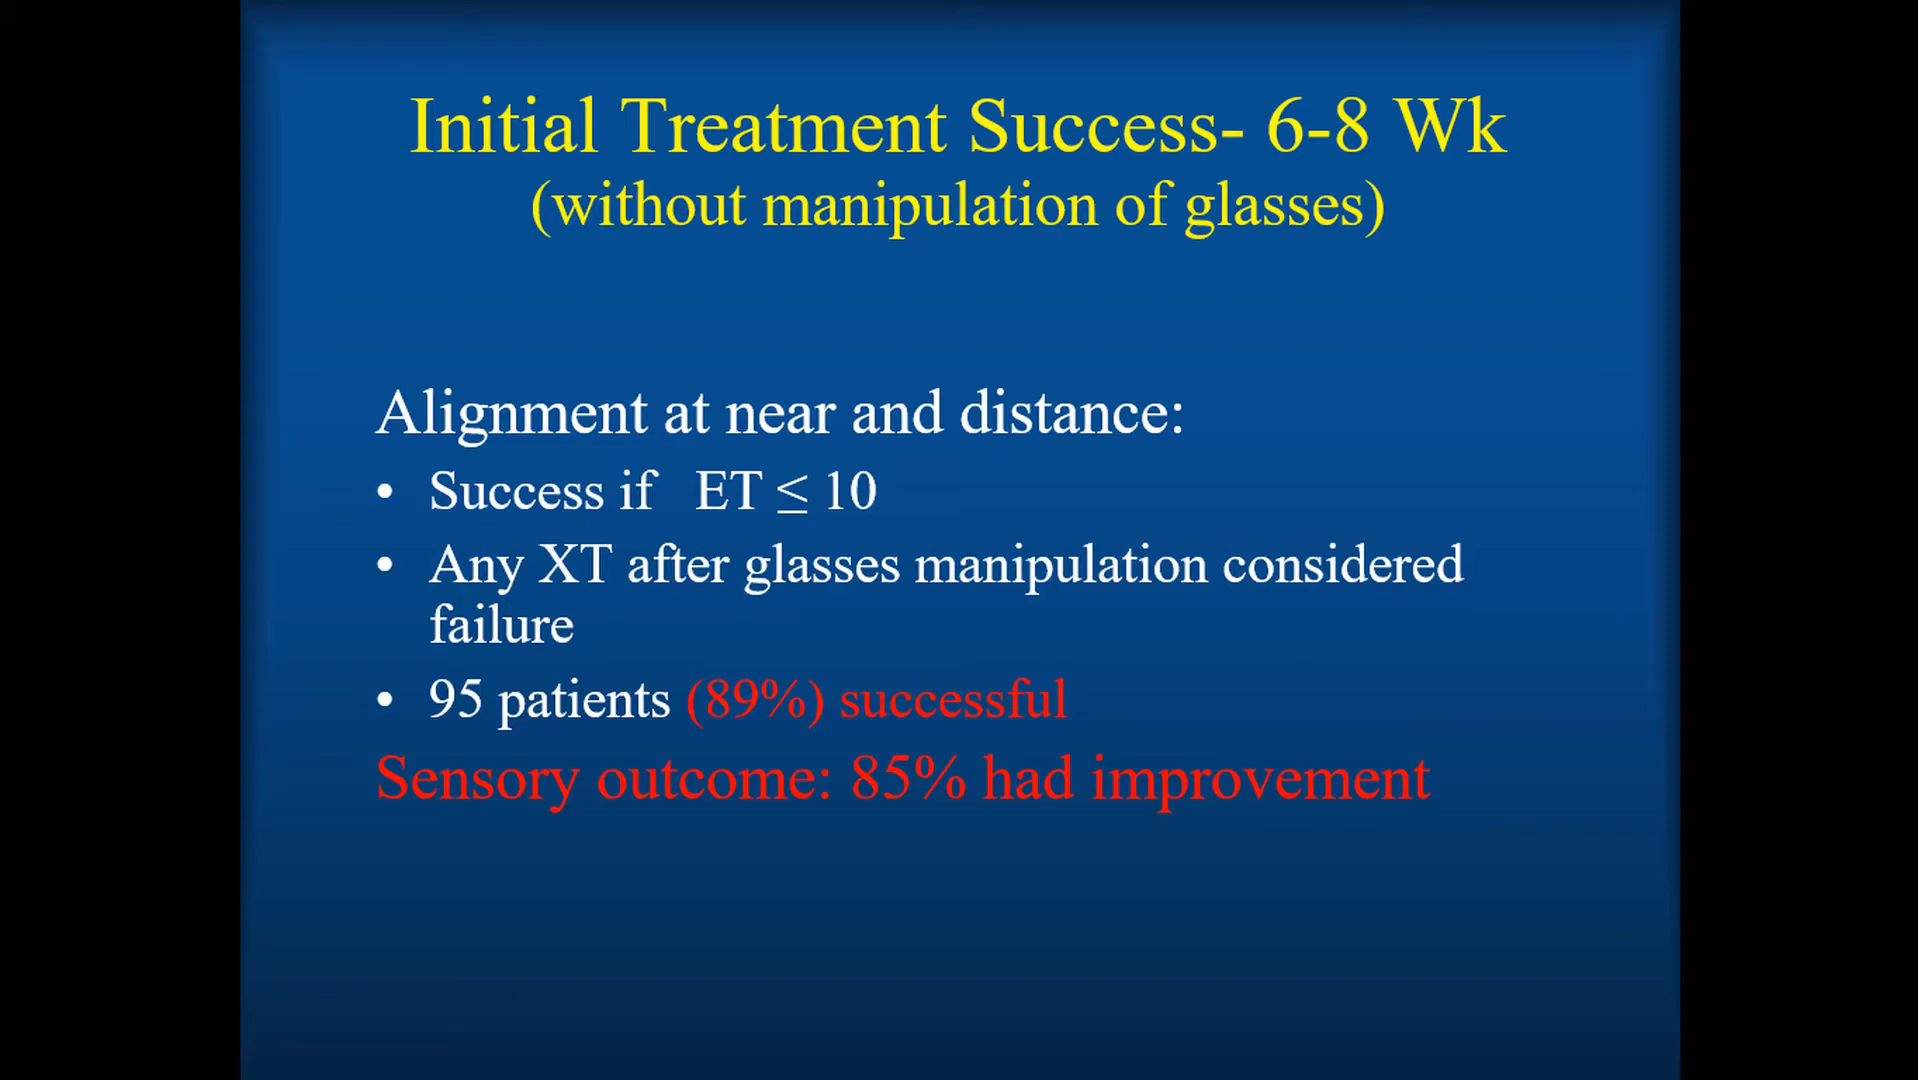 Initial Treatment Success- 6-8 Wk
(without manipulation of glasses)
Alignment at near and distance:
• Success if ET ≤ 10
• Any XT after glasses manipulation considered
failure
• 95 patients (89%) successful
Sensory outcome: 85% had improvement